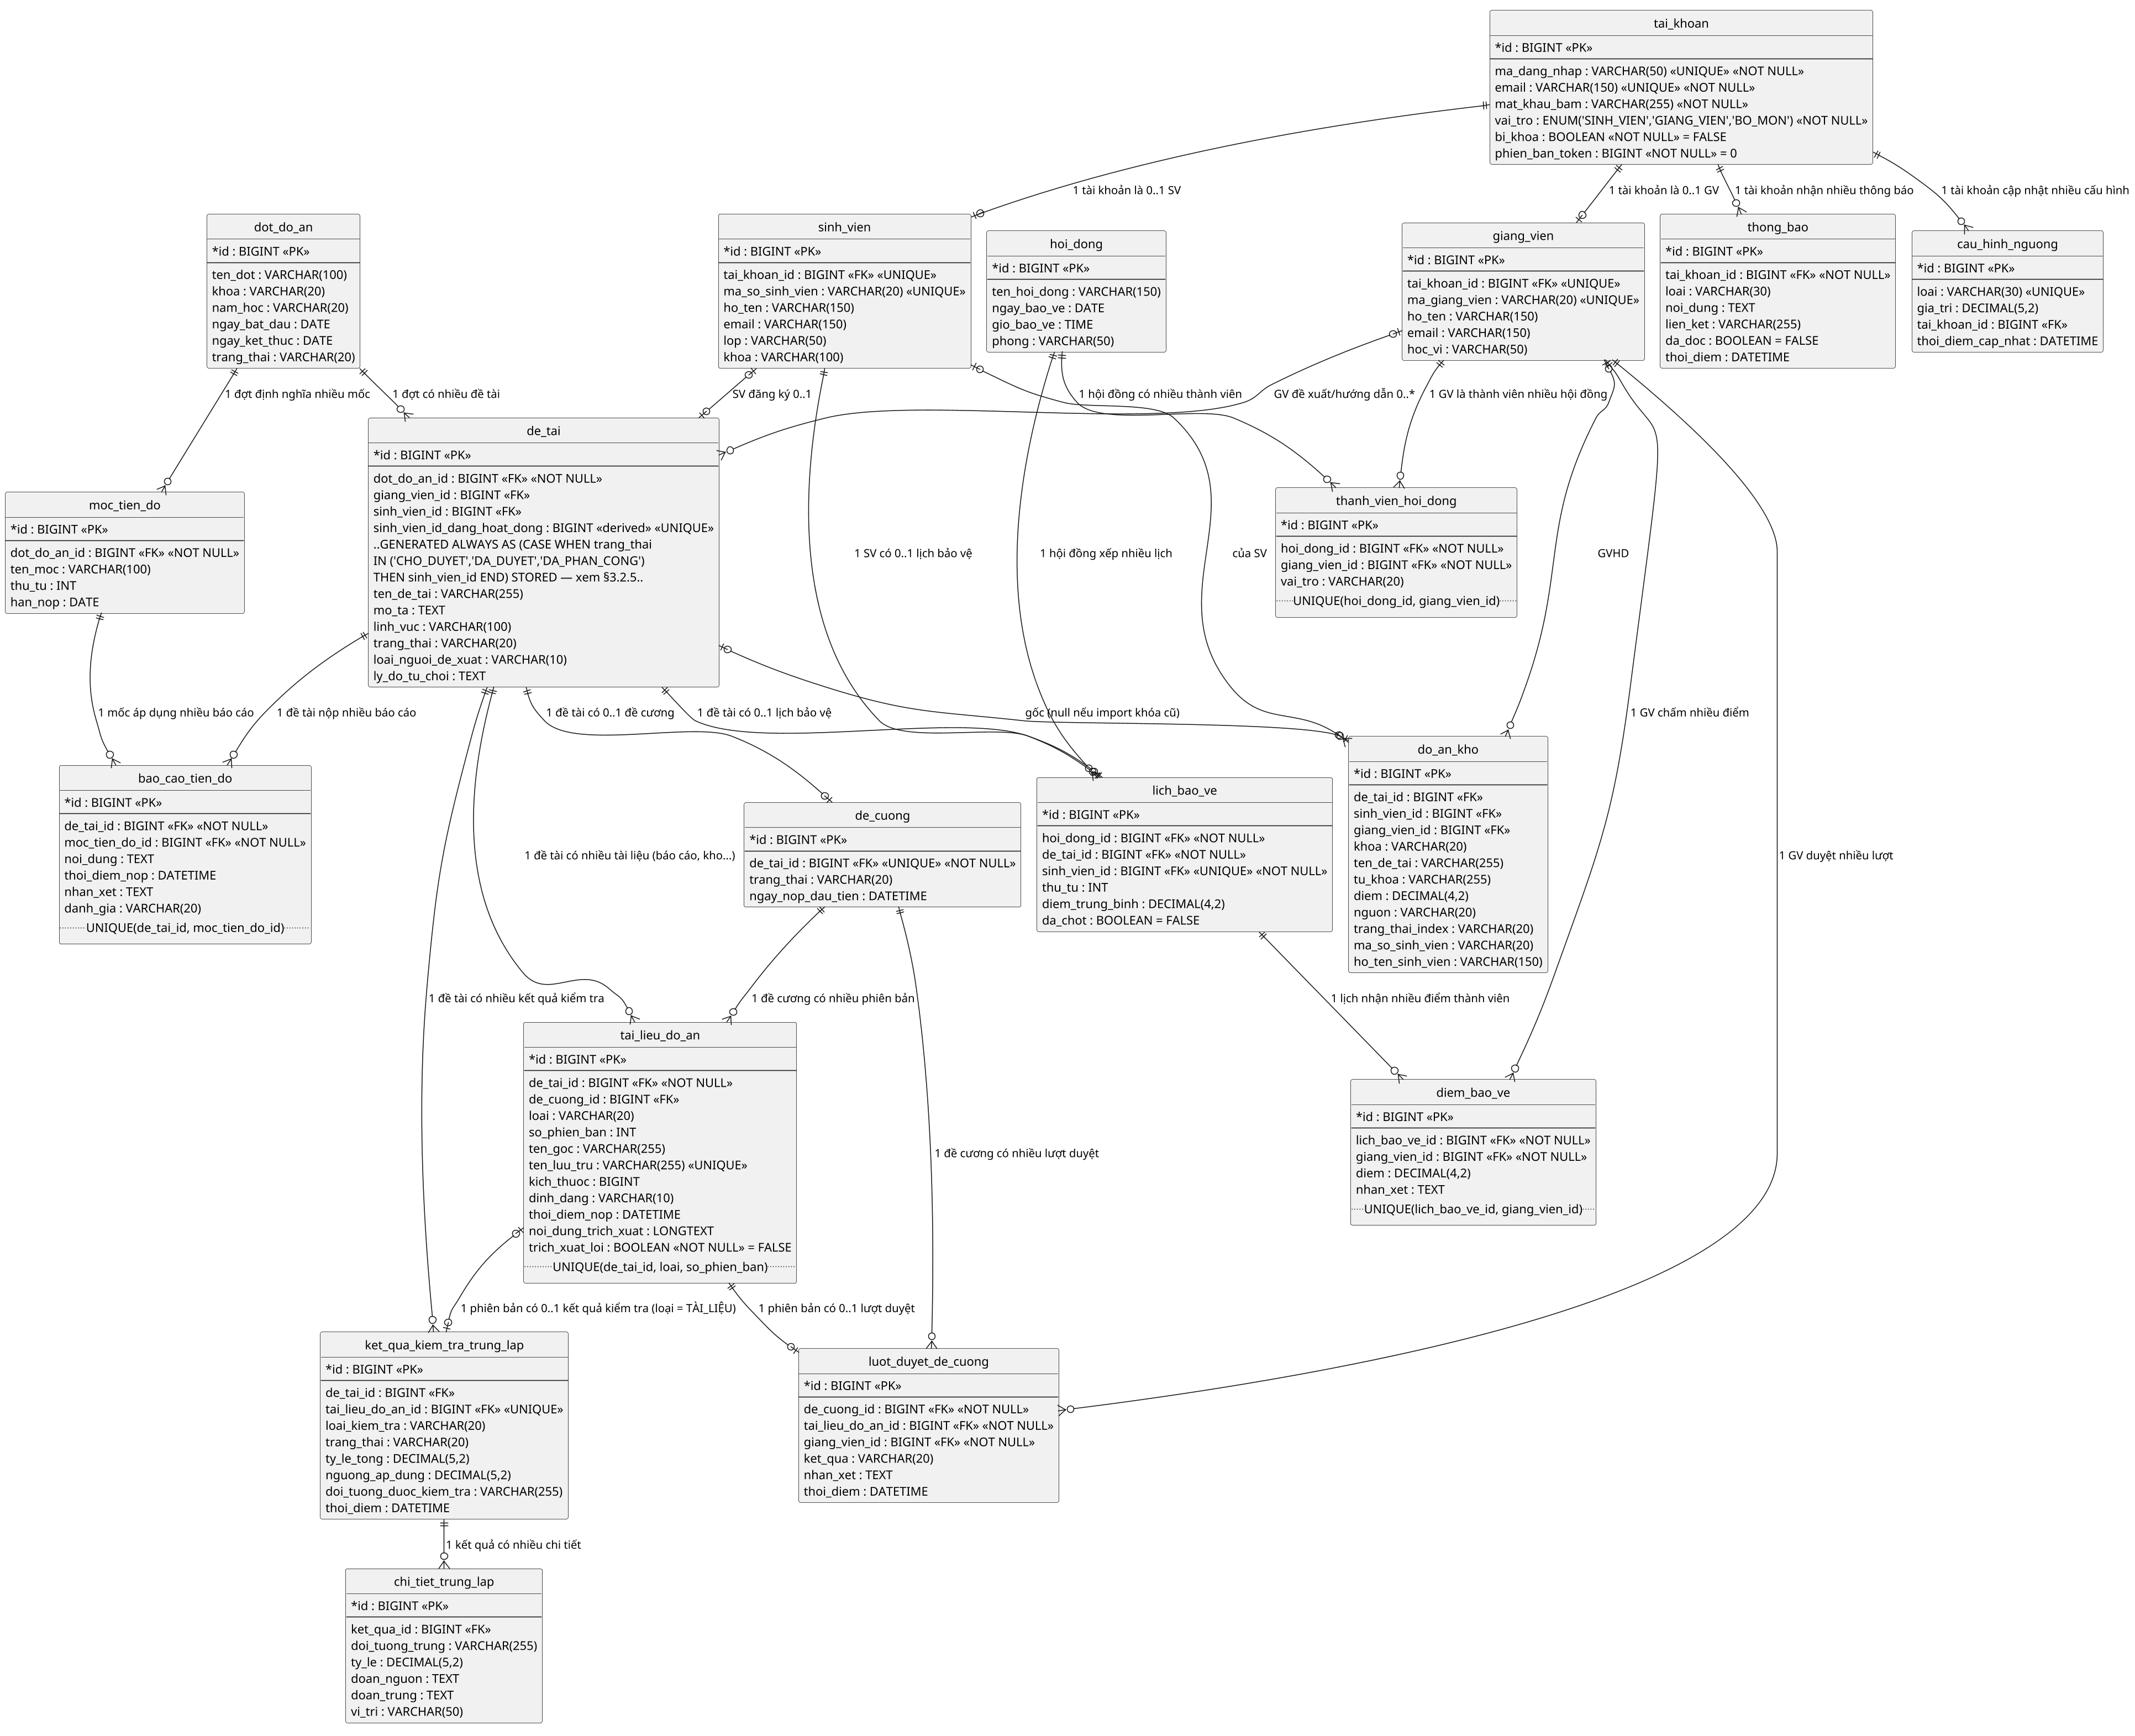 tai_khoan
*id : BIGINT «PK»
ma_dang_nhap : VARCHAR(50) «UNIQUE» «NOT NULL»
email : VARCHAR(150) «UNIQUE» «NOT NULL»
mat_khau_bam : VARCHAR(255) «NOT NULL»
vai_tro : ENUM('SINH_VIEN','GIANG_VIEN','BO_MON') «NOT NULL»
bi_khoa : BOOLEAN «NOT NULL» = FALSE
phien_ban_token : BIGINT «NOT NULL» = 0
1 tài khoản là 0..1 SV
1 tài khoản là 0..1 GV
1 tài khoản nhận nhiều thông báo
1 tài khoản cập nhật nhiều cấu hình
dot_do_an
*id : BIGINT «PK»
ten_dot : VARCHAR(100)
khoa : VARCHAR(20)
nam_hoc : VARCHAR(20)
ngay_bat_dau : DATE
ngay_ket_thuc : DATE
trang_thai : VARCHAR(20)
sinh_vien
*id : BIGINT «PK»
tai_khoan_id : BIGINT «FK» «UNIQUE»
ma_so_sinh_vien : VARCHAR(20) «UNIQUE»
ho_ten : VARCHAR(150)
email : VARCHAR(150)
lop : VARCHAR(50)
khoa : VARCHAR(100)
hoi_dong
*id : BIGINT «PK»
ten_hoi_dong : VARCHAR(150)
ngay_bao_ve : DATE
gio_bao_ve : TIME
phong : VARCHAR(50)
giang_vien
*id : BIGINT «PK»
tai_khoan_id : BIGINT «FK» «UNIQUE»
ma_giang_vien : VARCHAR(20) «UNIQUE»
ho_ten : VARCHAR(150)
email : VARCHAR(150)
hoc_vi : VARCHAR(50)
thong_bao
*id : BIGINT «PK»
tai_khoan_id : BIGINT «FK» «NOT NULL»
loai : VARCHAR(30)
noi_dung : TEXT
lien_ket : VARCHAR(255)
da_doc : BOOLEAN = FALSE
thoi_diem : DATETIME
cau_hinh_nguong
*id : BIGINT «PK»
loai : VARCHAR(30) «UNIQUE»
gia_tri : DECIMAL(5,2)
tai_khoan_id : BIGINT «FK»
thoi_diem_cap_nhat : DATETIME
1 đợt định nghĩa nhiều mốc
1 đợt có nhiều đề tài
SV đăng ký 0..1
1 hội đồng có nhiều thành viên
GV đề xuất/hướng dẫn 0..*
1 GV là thành viên nhiều hội đồng
de_tai
*id : BIGINT «PK»
dot_do_an_id : BIGINT «FK» «NOT NULL»
giang_vien_id : BIGINT «FK»
sinh_vien_id : BIGINT «FK»
sinh_vien_id_dang_hoat_dong : BIGINT «derived» «UNIQUE»
..GENERATED ALWAYS AS (CASE WHEN trang_thai
IN ('CHO_DUYET','DA_DUYET','DA_PHAN_CONG')
THEN sinh_vien_id END) STORED — xem §3.2.5..
ten_de_tai : VARCHAR(255)
mo_ta : TEXT
linh_vuc : VARCHAR(100)
trang_thai : VARCHAR(20)
loai_nguoi_de_xuat : VARCHAR(10)
ly_do_tu_choi : TEXT
moc_tien_do
*id : BIGINT «PK»
dot_do_an_id : BIGINT «FK» «NOT NULL»
ten_moc : VARCHAR(100)
thu_tu : INT
han_nop : DATE
thanh_vien_hoi_dong
*id : BIGINT «PK»
hoi_dong_id : BIGINT «FK» «NOT NULL»
giang_vien_id : BIGINT «FK» «NOT NULL»
vai_tro : VARCHAR(20)
UNIQUE(hoi_dong_id, giang_vien_id)
1 SV có 0..1 lịch bảo vệ
1 hội đồng xếp nhiều lịch
của SV
GVHD
1 mốc áp dụng nhiều báo cáo
1 đề tài nộp nhiều báo cáo
1 đề tài có 0..1 đề cương
1 đề tài có 0..1 lịch bảo vệ
gốc (null nếu import khóa cũ)
1 GV chấm nhiều điểm
bao_cao_tien_do
*id : BIGINT «PK»
de_tai_id : BIGINT «FK» «NOT NULL»
moc_tien_do_id : BIGINT «FK» «NOT NULL»
noi_dung : TEXT
thoi_diem_nop : DATETIME
nhan_xet : TEXT
danh_gia : VARCHAR(20)
UNIQUE(de_tai_id, moc_tien_do_id)
1 đề tài có nhiều tài liệu (báo cáo, kho...)
de_cuong
*id : BIGINT «PK»
de_tai_id : BIGINT «FK» «UNIQUE» «NOT NULL»
trang_thai : VARCHAR(20)
ngay_nop_dau_tien : DATETIME
lich_bao_ve
*id : BIGINT «PK»
hoi_dong_id : BIGINT «FK» «NOT NULL»
de_tai_id : BIGINT «FK» «NOT NULL»
sinh_vien_id : BIGINT «FK» «UNIQUE» «NOT NULL»
thu_tu : INT
diem_trung_binh : DECIMAL(4,2)
da_chot : BOOLEAN = FALSE
do_an_kho
*id : BIGINT «PK»
de_tai_id : BIGINT «FK»
sinh_vien_id : BIGINT «FK»
giang_vien_id : BIGINT «FK»
khoa : VARCHAR(20)
ten_de_tai : VARCHAR(255)
tu_khoa : VARCHAR(255)
diem : DECIMAL(4,2)
nguon : VARCHAR(20)
trang_thai_index : VARCHAR(20)
ma_so_sinh_vien : VARCHAR(20)
ho_ten_sinh_vien : VARCHAR(150)
1 GV duyệt nhiều lượt
1 đề tài có nhiều kết quả kiểm tra
1 đề cương có nhiều phiên bản
1 lịch nhận nhiều điểm thành viên
tai_lieu_do_an
*id : BIGINT «PK»
de_tai_id : BIGINT «FK» «NOT NULL»
de_cuong_id : BIGINT «FK»
loai : VARCHAR(20)
so_phien_ban : INT
ten_goc : VARCHAR(255)
ten_luu_tru : VARCHAR(255) «UNIQUE»
kich_thuoc : BIGINT
dinh_dang : VARCHAR(10)
thoi_diem_nop : DATETIME
noi_dung_trich_xuat : LONGTEXT
trich_xuat_loi : BOOLEAN «NOT NULL» = FALSE
UNIQUE(de_tai_id, loai, so_phien_ban)
1 đề cương có nhiều lượt duyệt
diem_bao_ve
*id : BIGINT «PK»
lich_bao_ve_id : BIGINT «FK» «NOT NULL»
giang_vien_id : BIGINT «FK» «NOT NULL»
diem : DECIMAL(4,2)
nhan_xet : TEXT
UNIQUE(lich_bao_ve_id, giang_vien_id)
1 phiên bản có 0..1 kết quả kiểm tra (loại = TÀI_LIỆU)
1 phiên bản có 0..1 lượt duyệt
ket_qua_kiem_tra_trung_lap
*id : BIGINT «PK»
de_tai_id : BIGINT «FK»
tai_lieu_do_an_id : BIGINT «FK» «UNIQUE»
loai_kiem_tra : VARCHAR(20)
trang_thai : VARCHAR(20)
ty_le_tong : DECIMAL(5,2)
nguong_ap_dung : DECIMAL(5,2)
doi_tuong_duoc_kiem_tra : VARCHAR(255)
thoi_diem : DATETIME
luot_duyet_de_cuong
*id : BIGINT «PK»
de_cuong_id : BIGINT «FK» «NOT NULL»
tai_lieu_do_an_id : BIGINT «FK» «NOT NULL»
giang_vien_id : BIGINT «FK» «NOT NULL»
ket_qua : VARCHAR(20)
nhan_xet : TEXT
thoi_diem : DATETIME
1 kết quả có nhiều chi tiết
chi_tiet_trung_lap
*id : BIGINT «PK»
ket_qua_id : BIGINT «FK»
doi_tuong_trung : VARCHAR(255)
ty_le : DECIMAL(5,2)
doan_nguon : TEXT
doan_trung : TEXT
vi_tri : VARCHAR(50)